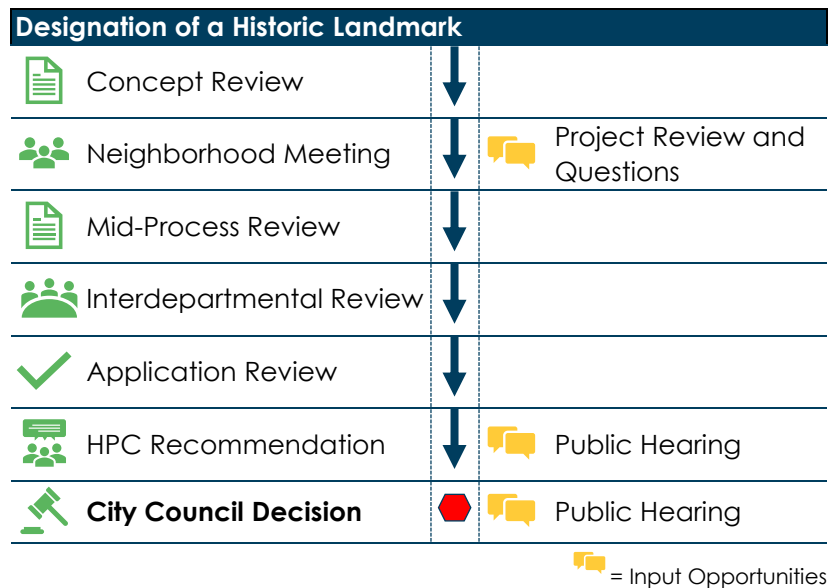 Designation of a Historic Landmark
Concept Review
Neighborhood Meeting
Project Review and
Questions
Mid-Process Review
Interdepartmental Review
Application Review
HPC Recommendation
Public Hearing
City Council Decision
Public Hearing
= Input Opportunities